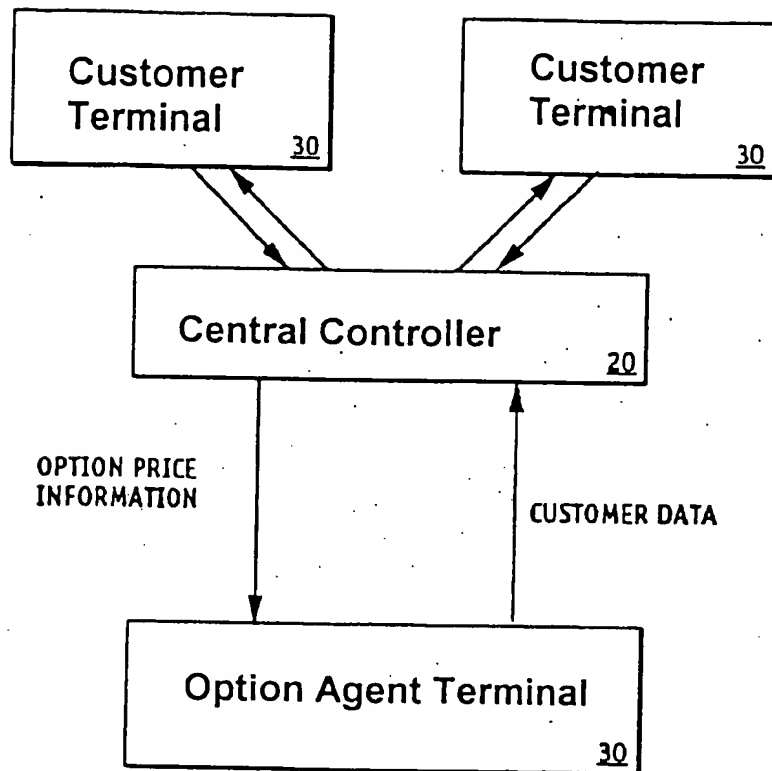 Customer
Terminal
30
Customer
Terminal
30
Central Controller
20
OPTION PRICE
INFORMATION
CUSTOMER DATA
Option Agent Terminal
30